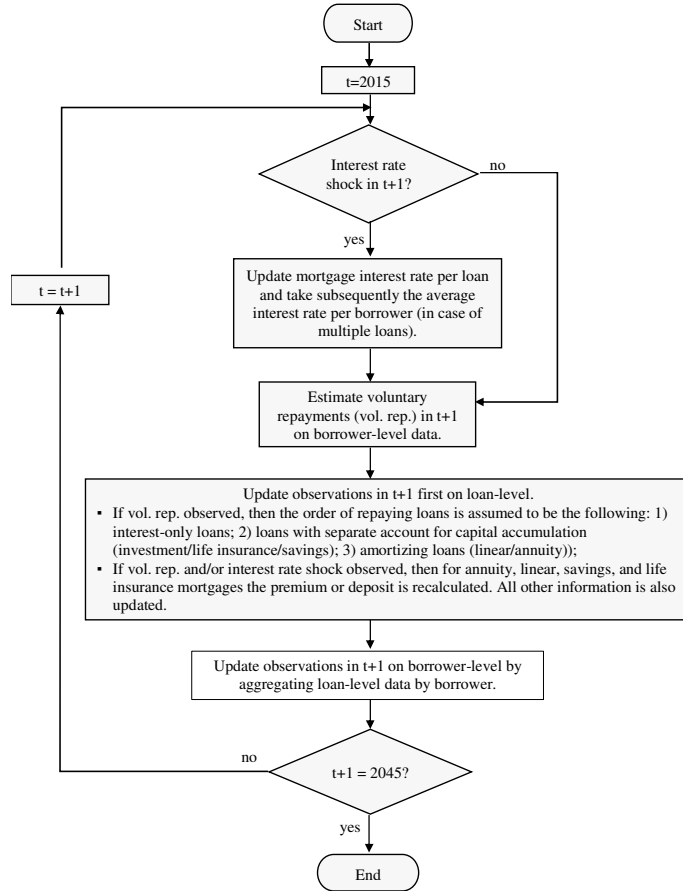 Start
t=2015
Interest rate
shock in t+1?
no
yes
Update mortgage interest rate per loan
and take subsequently the average
interest rate per borrower (in case of
multiple loans).
t = t+1
Estimate voluntary
repayments (vol. rep.) in t+1
on borrower-level data.
Update observations in t+1 first on loan-level.
▪ If vol. rep. observed, then the order of repaying loans is assumed to be the following: 1)
interest-only loans; 2) loans with separate account for capital accumulation
(investment/life insurance/savings); 3) amortizing loans (linear/annuity));
▪ If vol. rep. and/or interest rate shock observed, then for annuity, linear, savings, and life
insurance mortgages the premium or deposit is recalculated. All other information is also
updated.
Update observations in t+1 on borrower-level by
aggregating loan-level data by borrower.
no
t+1 = 2045?
yes
End